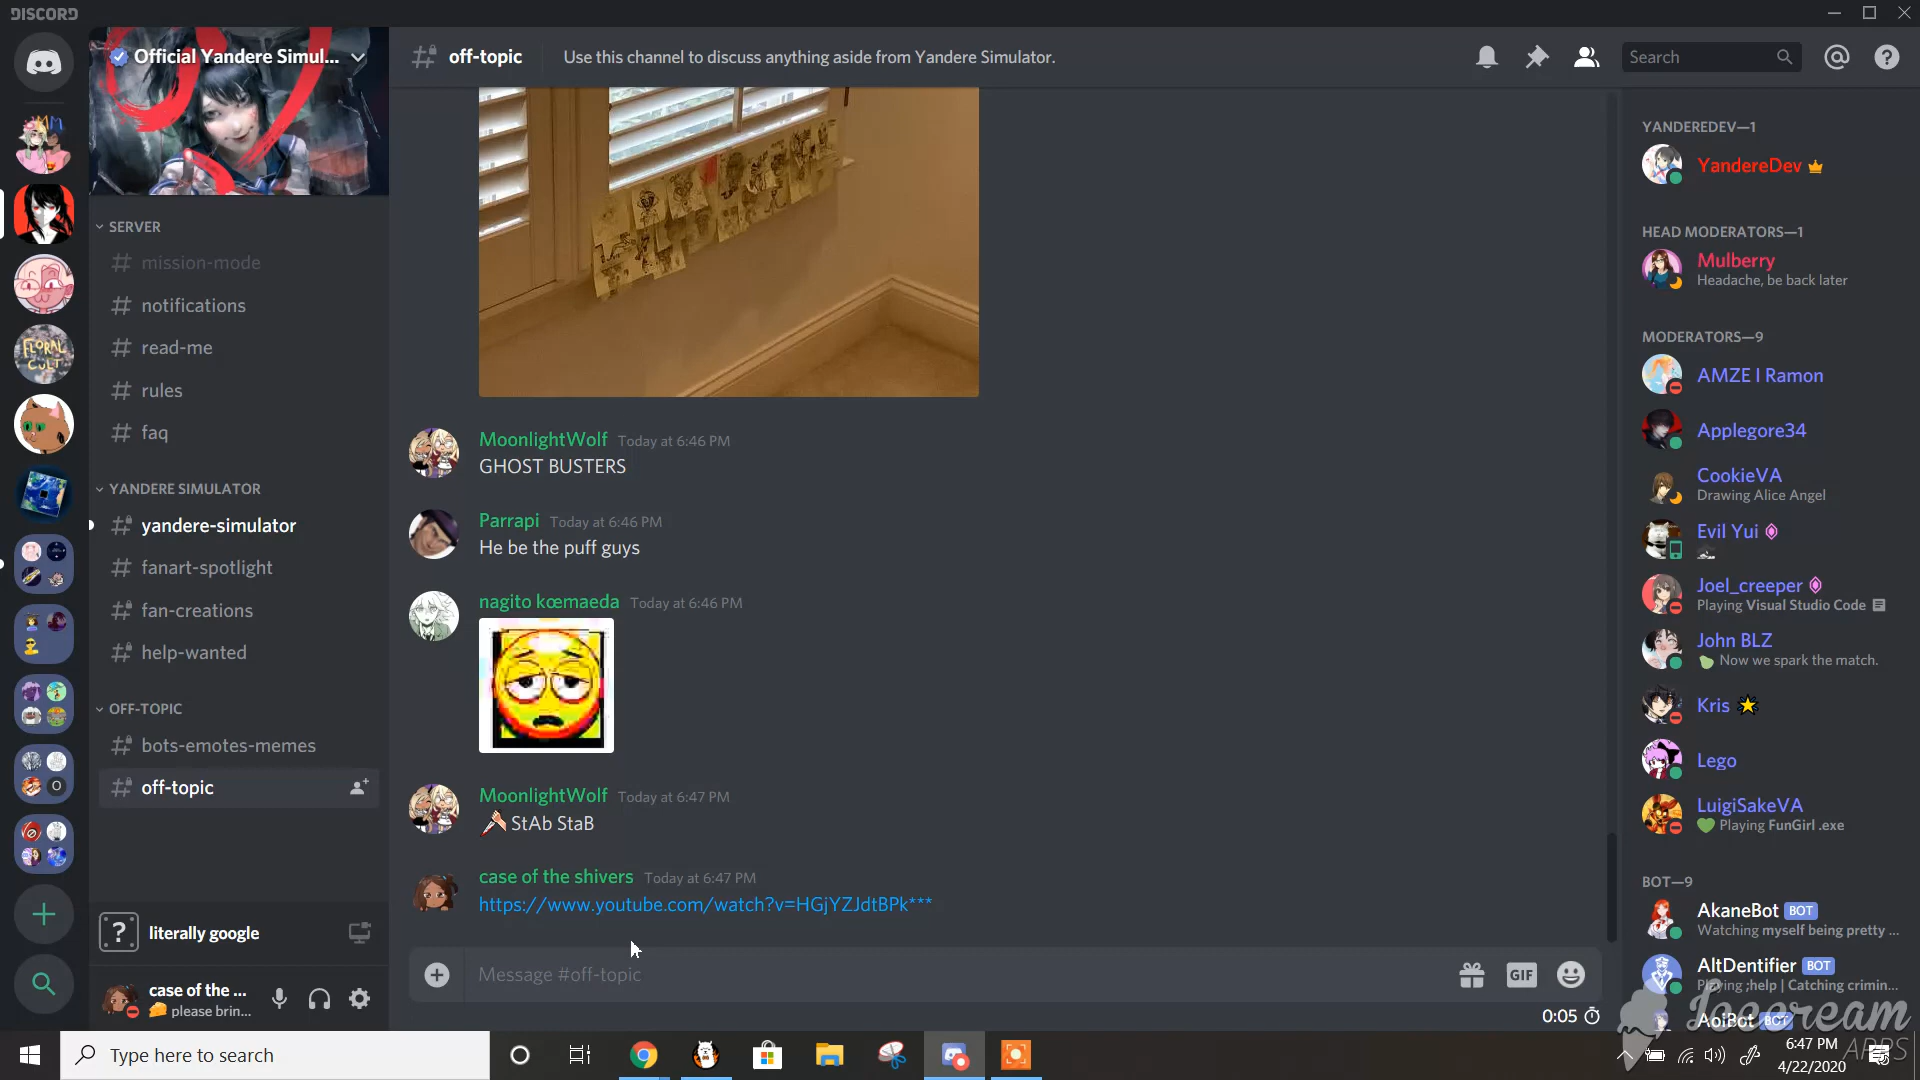 DISCORD
Official Yandere Simul...
off-topic
Use this channel to discuss anything aside from Yandere Simulator.
Search
SERVER
mission-mode
notifications
read-me
rules
faq
YANDERE SIMULATOR
yandere-simulator
fanart-spotlight
fan-creations
help-wanted
OFF-TOPIC
bots-emotes-memes
off-topic
FLORAL
CULT
literally google
case of the ...
please brin...
MoonlightWolf Today at 6:46 PM
GHOST BUSTERS
Parrapi Today at 6:46 PM
He be the puff guys
nagito kœmaeda Today at 6:46 PM
MoonlightWolf Today at 6:47 PM
StAb StaB
case of the shivers Today at 6:47 PM
https://www.youtube.com/watch?v=HGjYZJdtBPk***
Message #off-topic
GIF
0:05
YANDEREDEV—1
YandereDev
HEAD MODERATORS—1
Mulberry
Headache, be back later
MODERATORS—9
AMZE I Ramon
Applegore34
CookieVA
Drawing Alice Angel
Evil Yui
Joel_creeper
Playing Visual Studio Code
John BLZ
Now we spark the match.
Kris
Lego
LuigiSakeVA
Playing FunGirl .exe
BOT—9
AkaneBot BOT
Watching myself being pretty ...
AltDentifier BOT
Playing ;help | Catching crimin...
AoiBot BOT
Icecream
APPS
Type here to search
6:47 PM
4/22/2020